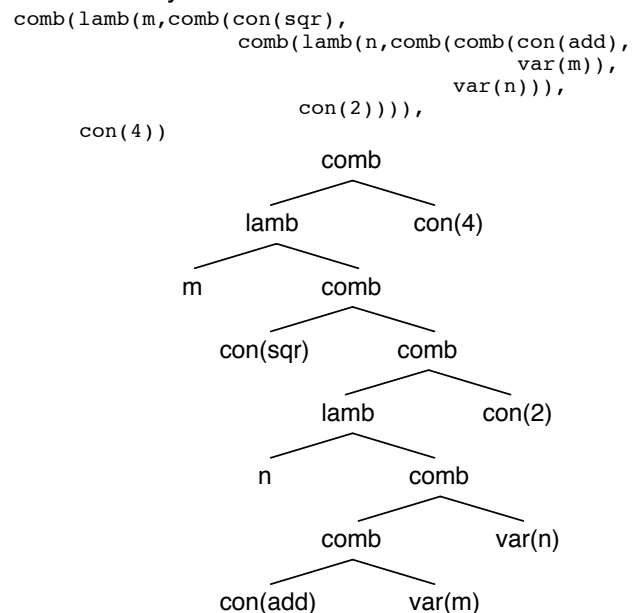 comb(lamb(m,comb(con(sqr),
comb(lamb(n,comb(comb(con(add),
var(m)),
var(n))),
con(2)))),
con(4))
comb
lamb con(4)
m comb
con(sqr) comb
lamb con(2)
n comb
comb var(n)
con(add) var(m)